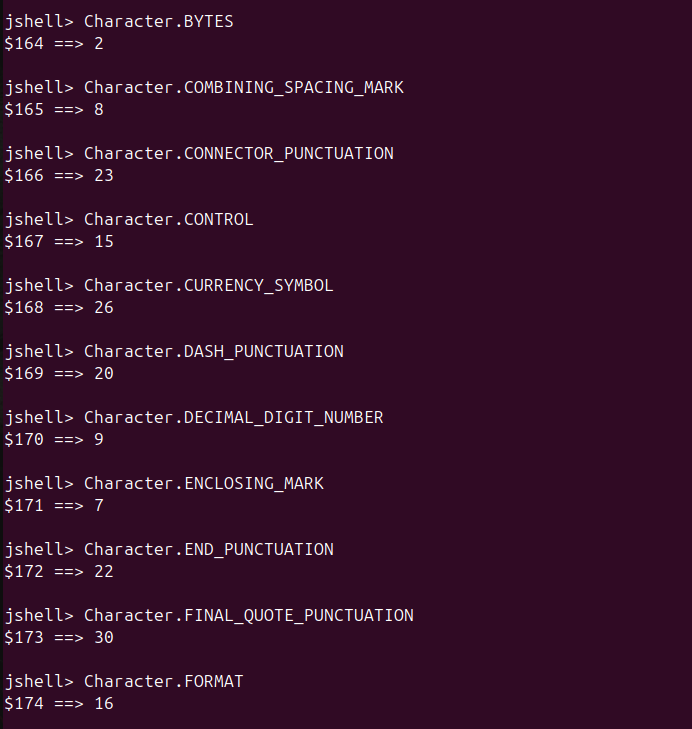 jshell> Character.BYTES
$164 ==> 2
jshell> Character.COMBINING_SPACING_MARK
$165 ==> 8
jshell> Character.CONNECTOR_PUNCTUATION
$166 ==> 23
jshell> Character.CONTROL
$167 ==> 15
jshell> Character.CURRENCY_SYMBOL
$168 ==> 26
jshell> Character.DASH_PUNCTUATION
$169 ==> 20
jshell> Character.DECIMAL_DIGIT_NUMBER
$170 ==> 9
jshell> Character.ENCLOSING_MARK
$171 ==> 7
jshell> Character.END_PUNCTUATION
$172 ==> 22
jshell> Character.FINAL_QUOTE_PUNCTUATION
$173 ==> 30
jshell> Character.FORMAT
$174 ==> 16